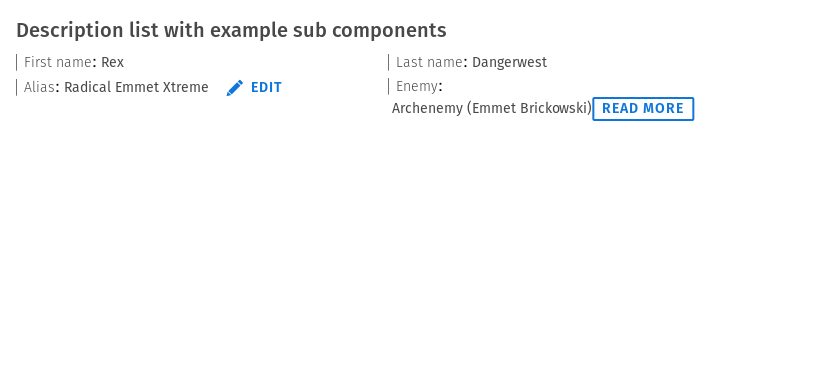 Description list with example sub components
First name: Rex
Last name: Dangerwest
Alias: Radical Emmet Xtreme EDIT
Enemy:
Archenemy (Emmet Brickowski) READ MORE